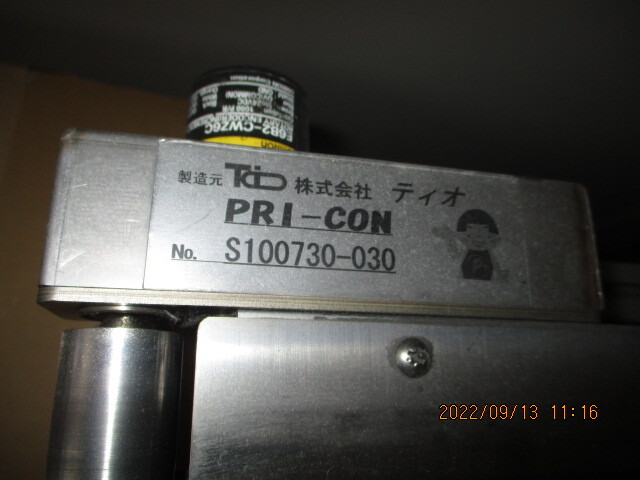 E6B2-CWZ6C
製造元 TCiO 株式会社 ティオ
PRI-CON
No. S100730-030
2022/09/13 11:16